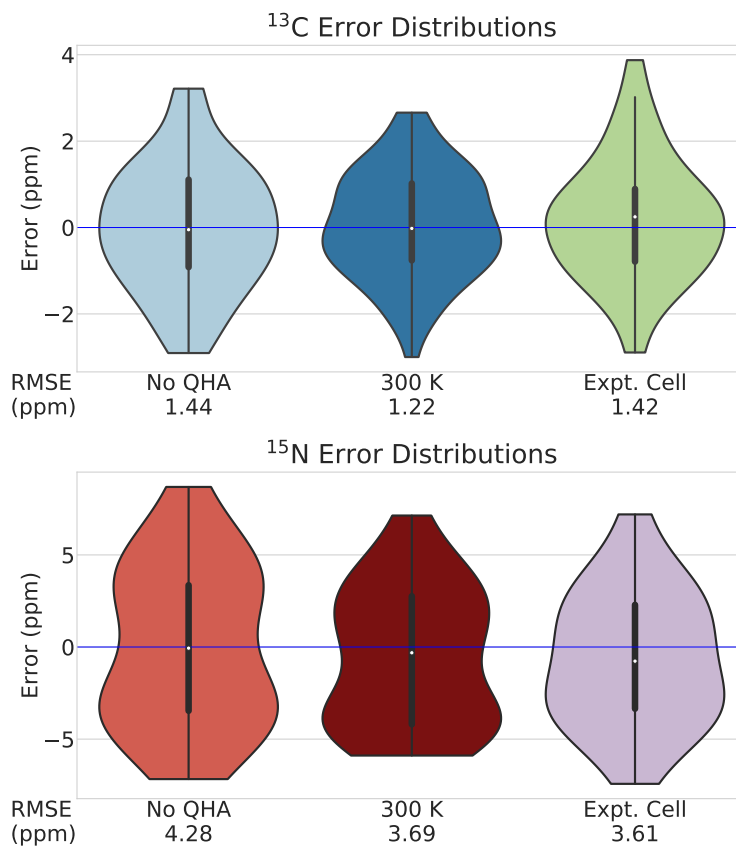 ¹³C Error Distributions
4
2
0
−2
Error (ppm)
RMSE No QHA 300 K Expt. Cell
(ppm) 1.44 1.22 1.42
¹⁵N Error Distributions
5
0
−5
Error (ppm)
RMSE No QHA 300 K Expt. Cell
(ppm) 4.28 3.69 3.61